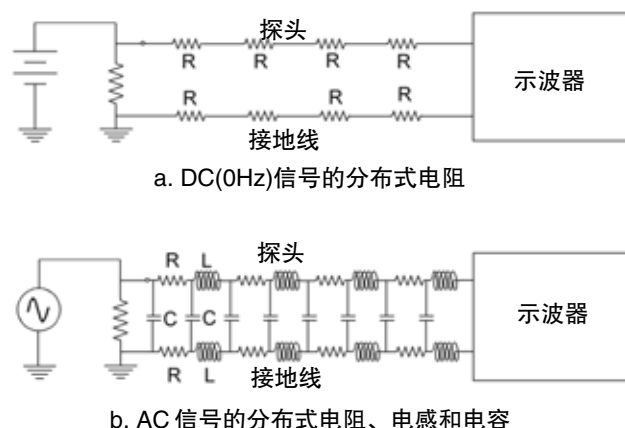 探头
R R R R
示波器
R R R
接地线
a. DC(0Hz)信号的分布式电阻
探头
R L
C C
示波器
R L
接地线
b. AC 信号的分布式电阻、电感和电容